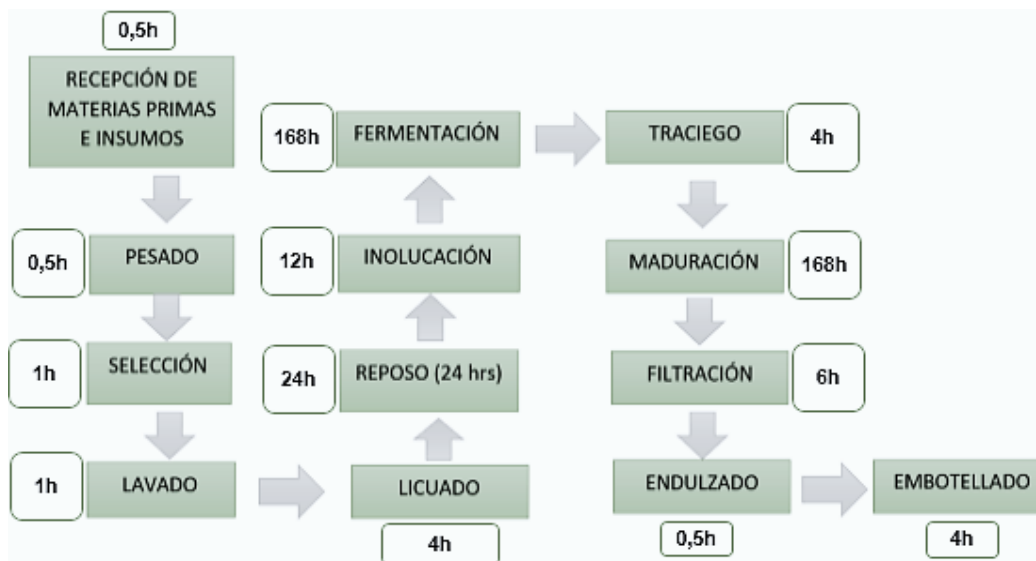 0,5h
RECEPCIÓN DE
MATERIAS PRIMAS
E INSUMOS
0,5h
PESADO
1h
SELECCIÓN
1h
LAVADO
LICUADO
4h
24h
REPOSO (24 hrs)
12h
INOLUCACIÓN
168h
FERMENTACIÓN
TRACIEGO
4h
MADURACIÓN
168h
FILTRACIÓN
6h
ENDULZADO
0,5h
EMBOTELLADO
4h